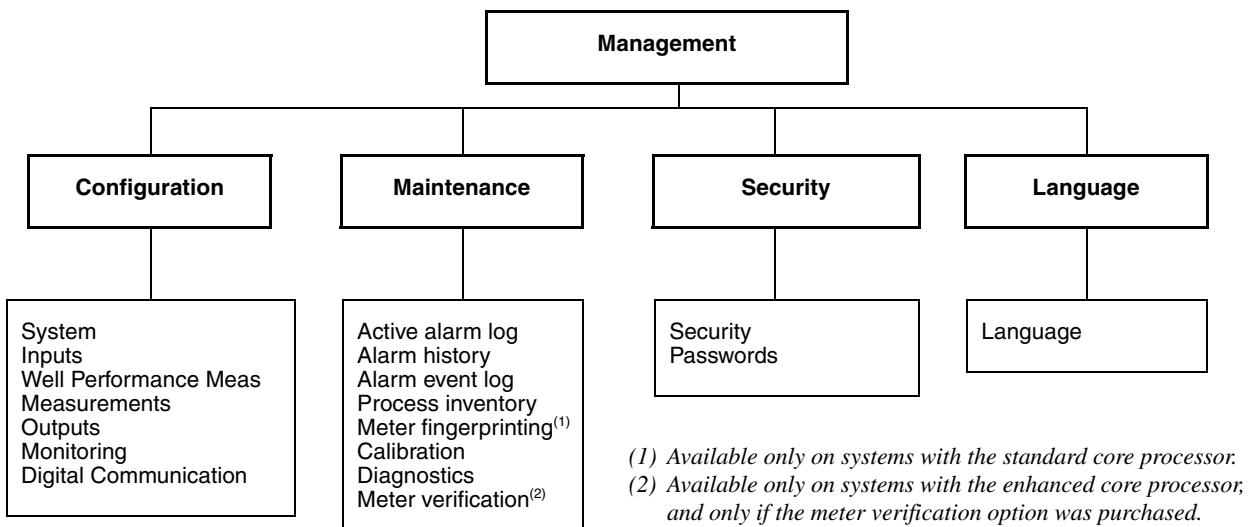 Management
Configuration
Maintenance
Security
Language
System
Inputs
Well Performance Meas
Measurements
Outputs
Monitoring
Digital Communication
Active alarm log
Alarm history
Alarm event log
Process inventory
Meter fingerprinting(1)
Calibration
Diagnostics
Meter verification(2)
Security
Passwords
Language
(1) Available only on systems with the standard core processor.
(2) Available only on systems with the enhanced core processor,
and only if the meter verification option was purchased.